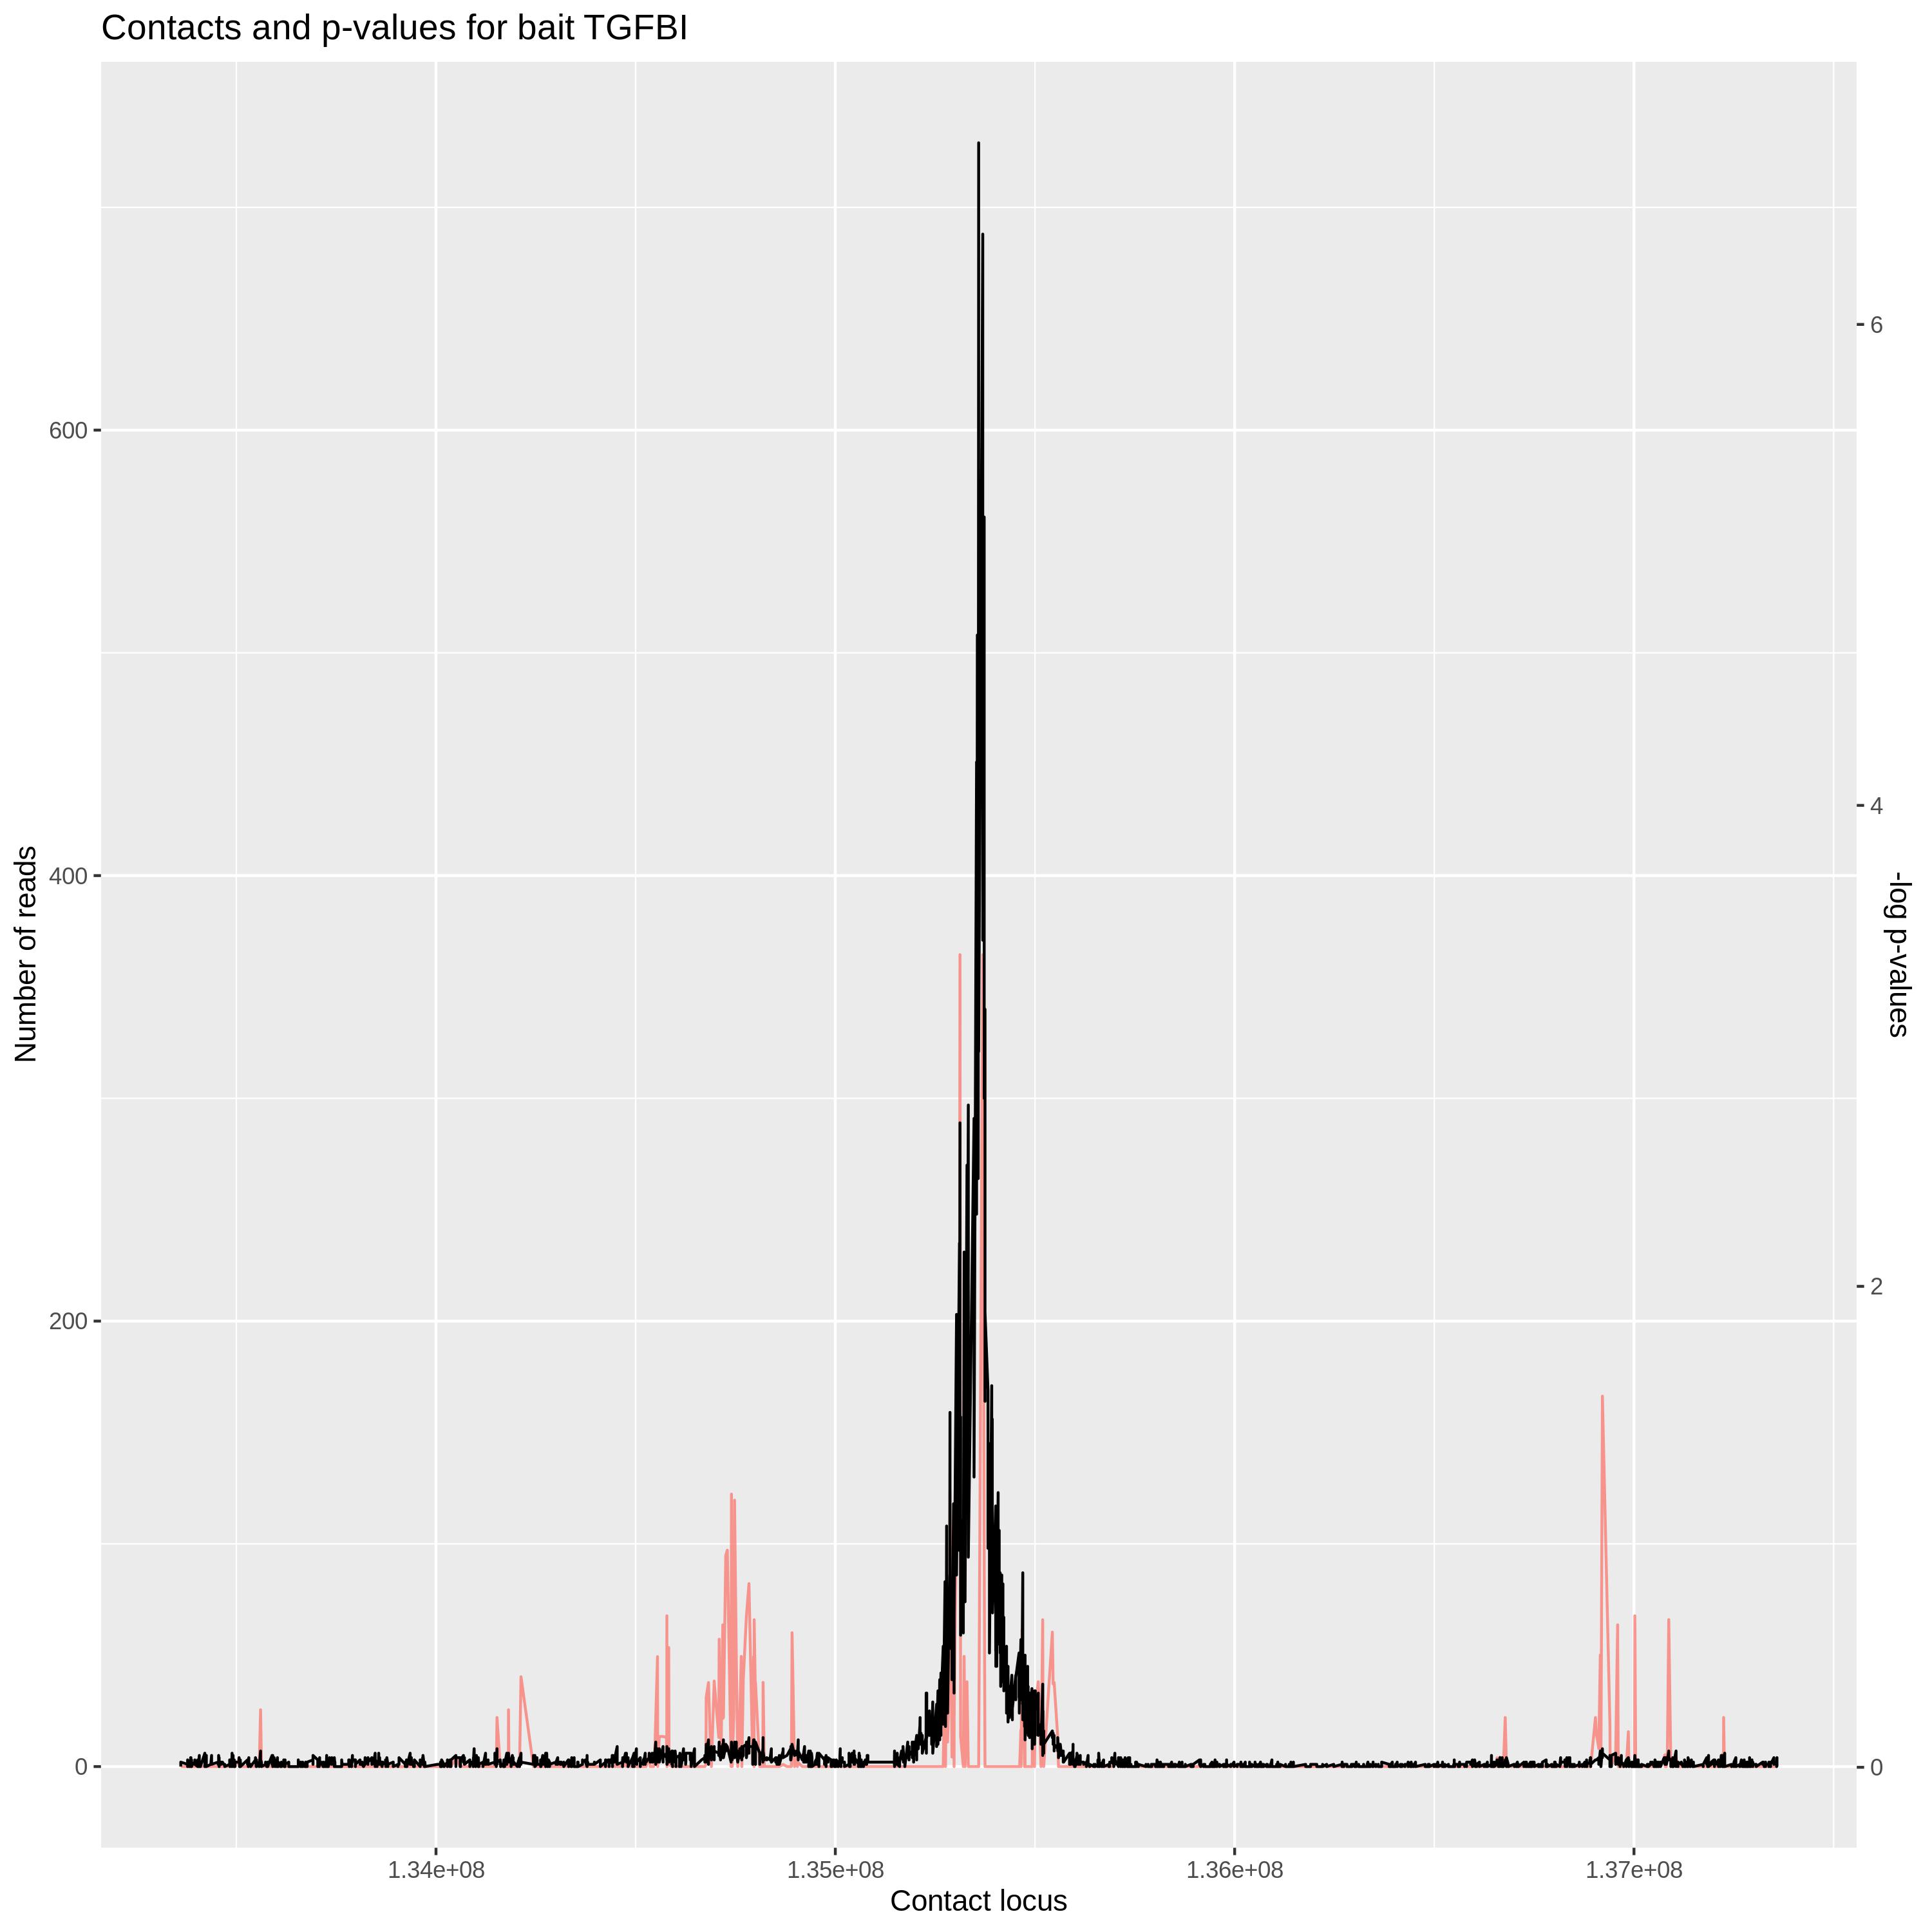 Contacts and p-values for bait TGFBI
Number of reads
600
400
200
0
6
4
2
0
-log p-values
1.34e+08
1.35e+08
1.36e+08
1.37e+08
Contact locus